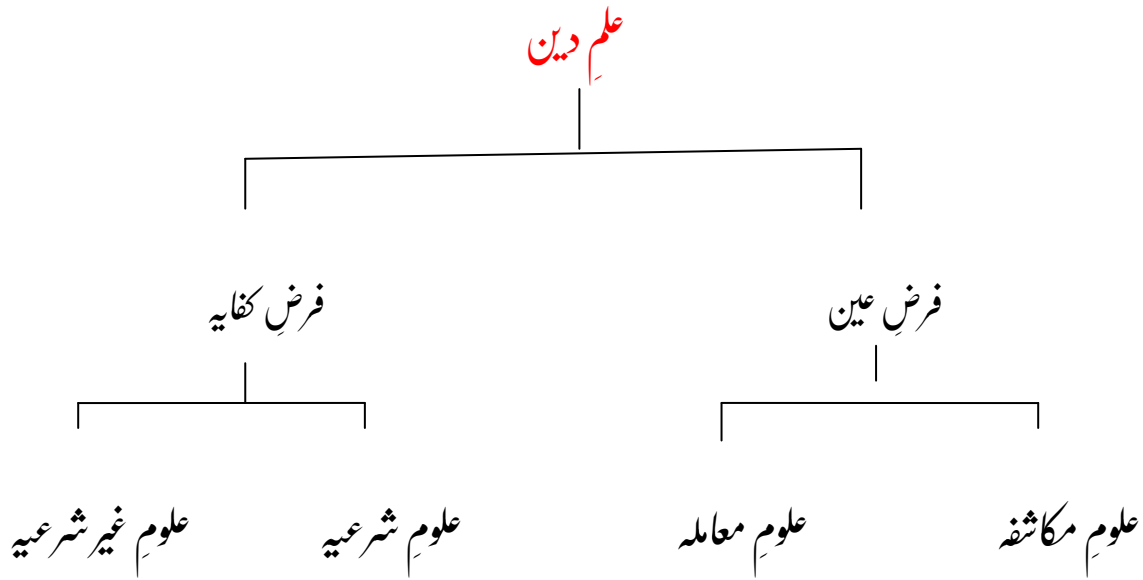 علمِ دین
فرضِ عین
فرضِ کفایہ
علومِ مکاشفہ
علومِ معاملہ
علومِ شرعیہ
علومِ غیر شرعیہ